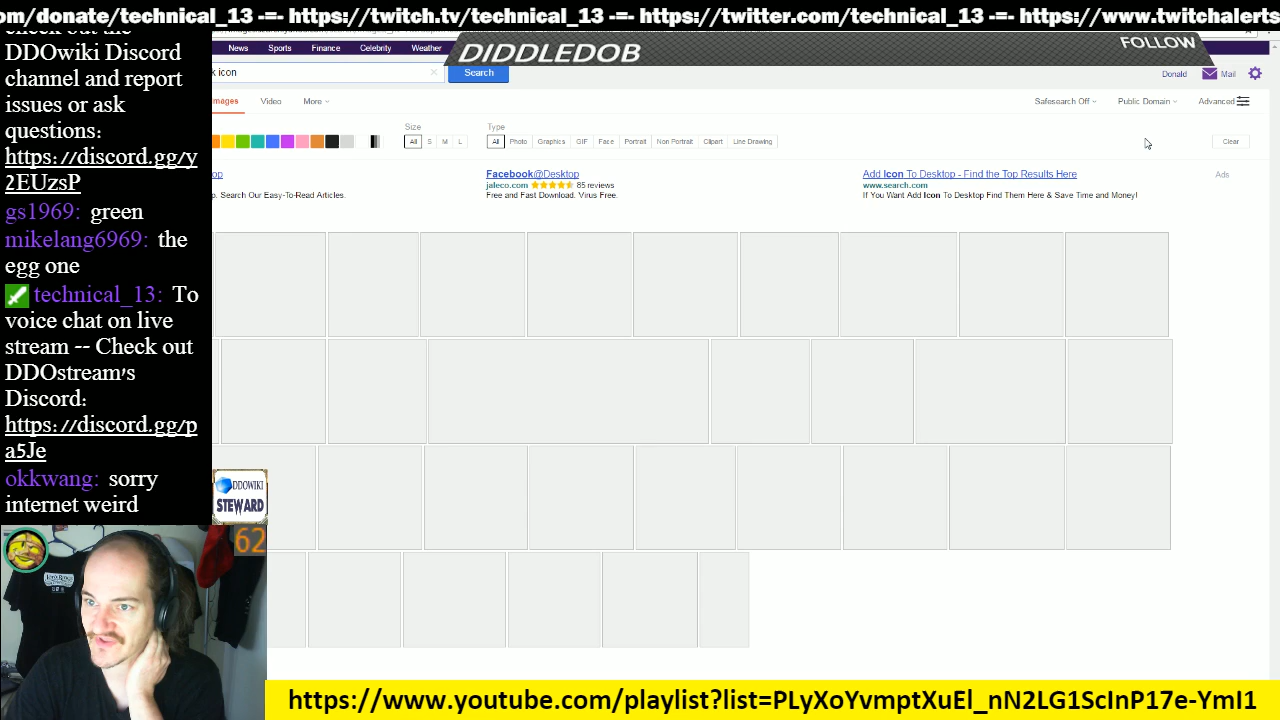 om/donate/technical_13 -=- https://twitch.tv/technical_13 -=- https://twitter.com/technical_13 -=- https://www.twitchalerts
check out the
DDOwiki Discord
channel and report
issues or ask
questions:
https://discord.gg/y
2EUzsP
gs1969: green
mikelang6969: the
egg one
technical_13: To
voice chat on live
stream -- Check out
DDOstream's
Discord:
https://discord.gg/p
a5Je
okkwang: sorry
internet weird
News Sports Finance Celebrity Weather
DIDDLEDOB
FOLLOW
k icon
Search
Donald Mail
mages Video More
Safesearch Off Public Domain Advanced
Size
All S M L
Type
All Photo Graphics GIF Face Portrait Non Portrait Clipart Line Drawing
Clear
op
p. Search Our Easy-To-Read Articles.
Facebook@Desktop
jaleco.com 85 reviews
Free and Fast Download. Virus Free.
Add Icon To Desktop - Find the Top Results Here
www.search.com
If You Want Add Icon To Desktop Find Them Here & Save Time and Money!
Ads
DDOWIKI
STEWARD
62
https://www.youtube.com/playlist?list=PLyXoYvmptXuEl_nN2LG1ScInP17e-YmI1